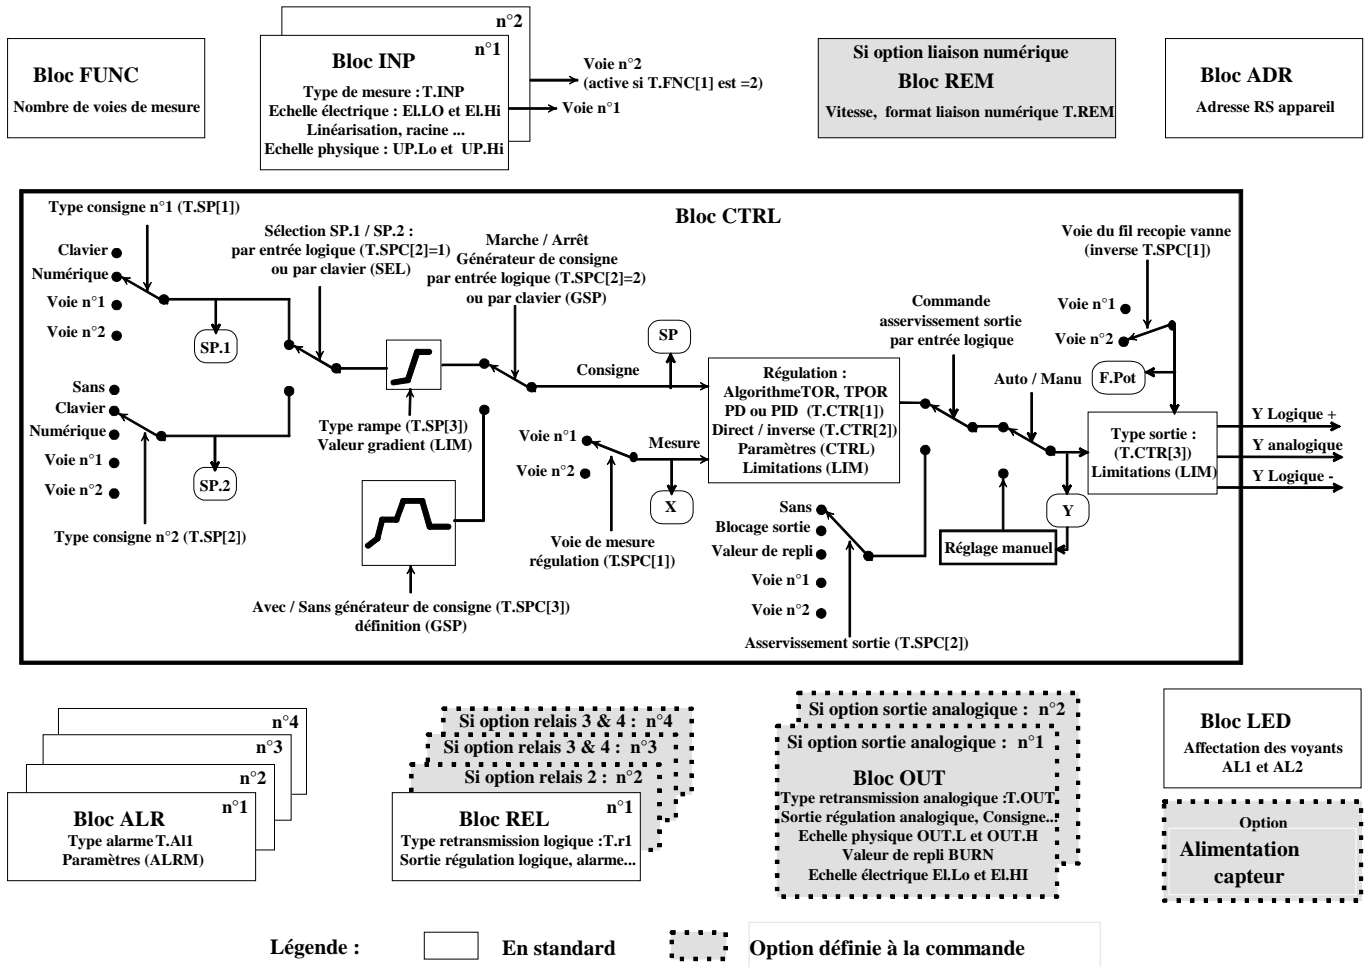 Bloc FUNC
Nombre de voies de mesure
n°2
n°1
Bloc INP
Type de mesure : T.INP
Echelle électrique : El.LO et El.Hi
Linéarisation, racine ...
Echelle physique : UP.Lo et UP.Hi
Voie n°2
(active si T.FNC[1] est =2)
Voie n°1
Si option liaison numérique
Bloc REM
Vitesse, format liaison numérique T.REM
Bloc ADR
Adresse RS appareil
Bloc CTRL
Type consigne n°1 (T.SP[1])
Clavier
Numérique
Voie n°1
Voie n°2
SP.1
Sélection SP.1 / SP.2 :
par entrée logique (T.SPC[2]=1)
ou par clavier (SEL)
Marche / Arrêt
Générateur de consigne
par entrée logique (T.SPC[2]=2)
ou par clavier (GSP)
Sans
Clavier
Numérique
Voie n°1
Voie n°2
SP.2
Type consigne n°2 (T.SP[2])
Type rampe (T.SP[3])
Valeur gradient (LIM)
Avec / Sans générateur de consigne (T.SPC[3])
définition (GSP)
Consigne
SP
Voie n°1
Voie n°2
Mesure
X
Voie de mesure
régulation (T.SPC[1])
Régulation :
AlgorithmeTOR, TPOR
PD ou PID (T.CTR[1])
Direct / inverse (T.CTR[2])
Paramètres (CTRL)
Limitations (LIM)
Commande
asservissement sortie
par entrée logique
Auto / Manu
Sans
Blocage sortie
Valeur de repli
Voie n°1
Voie n°2
Asservissement sortie (T.SPC[2])
Réglage manuel
Y
Voie du fil recopie vanne
(inverse T.SPC[1])
Voie n°1
Voie n°2
F.Pot
Type sortie :
(T.CTR[3])
Limitations (LIM)
Y Logique +
Y analogique
Y Logique -
n°4
n°3
n°2
n°1
Bloc ALR
Type alarme T.Al1
Paramètres (ALRM)
Si option relais 3 & 4 : n°4
Si option relais 3 & 4 : n°3
Si option relais 2 : n°2
n°1
Bloc REL
Type retransmission logique :T.r1
Sortie régulation logique, alarme...
Si option sortie analogique : n°2
Si option sortie analogique : n°1
Bloc OUT
Type retransmission analogique :T.OUT
Sortie régulation analogique, Consigne...
Echelle physique OUT.L et OUT.H
Valeur de repli BURN
Echelle électrique El.Lo et El.HI
Bloc LED
Affectation des voyants
AL1 et AL2
Option
Alimentation
capteur
Légende :
En standard
Option définie à la commande